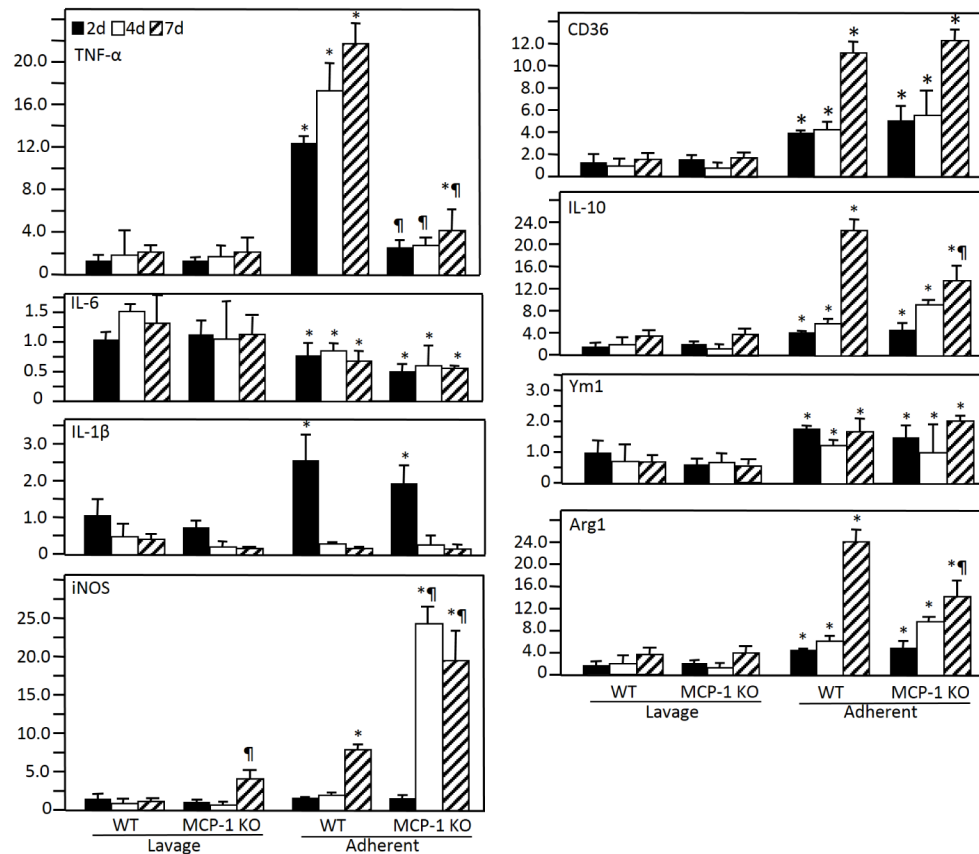 2d 4d 7d
TNF-α
20.0
16.0
12.0
8.0
4.0
0
* * *
¶ ¶ *¶
IL-6
1.5
1.0
0.5
0
* * * * * *
IL-1β
3.0
2.0
1.0
0
* *
iNOS
25.0
20.0
15.0
10.0
5.0
0
¶ * *¶ *¶
WT MCP-1 KO WT MCP-1 KO
Lavage Adherent
CD36
12.0
8.0
6.0
4.0
2.0
0
* * * * * *
IL-10
24.0
20.0
16.0
12.0
8.0
4.0
0
* * * * * *¶
Ym1
3.0
2.0
1.0
0
* * * * * *
Arg1
24.0
20.0
16.0
12.0
8.0
4.0
0
* * * * * *¶
WT MCP-1 KO WT MCP-1 KO
Lavage Adherent